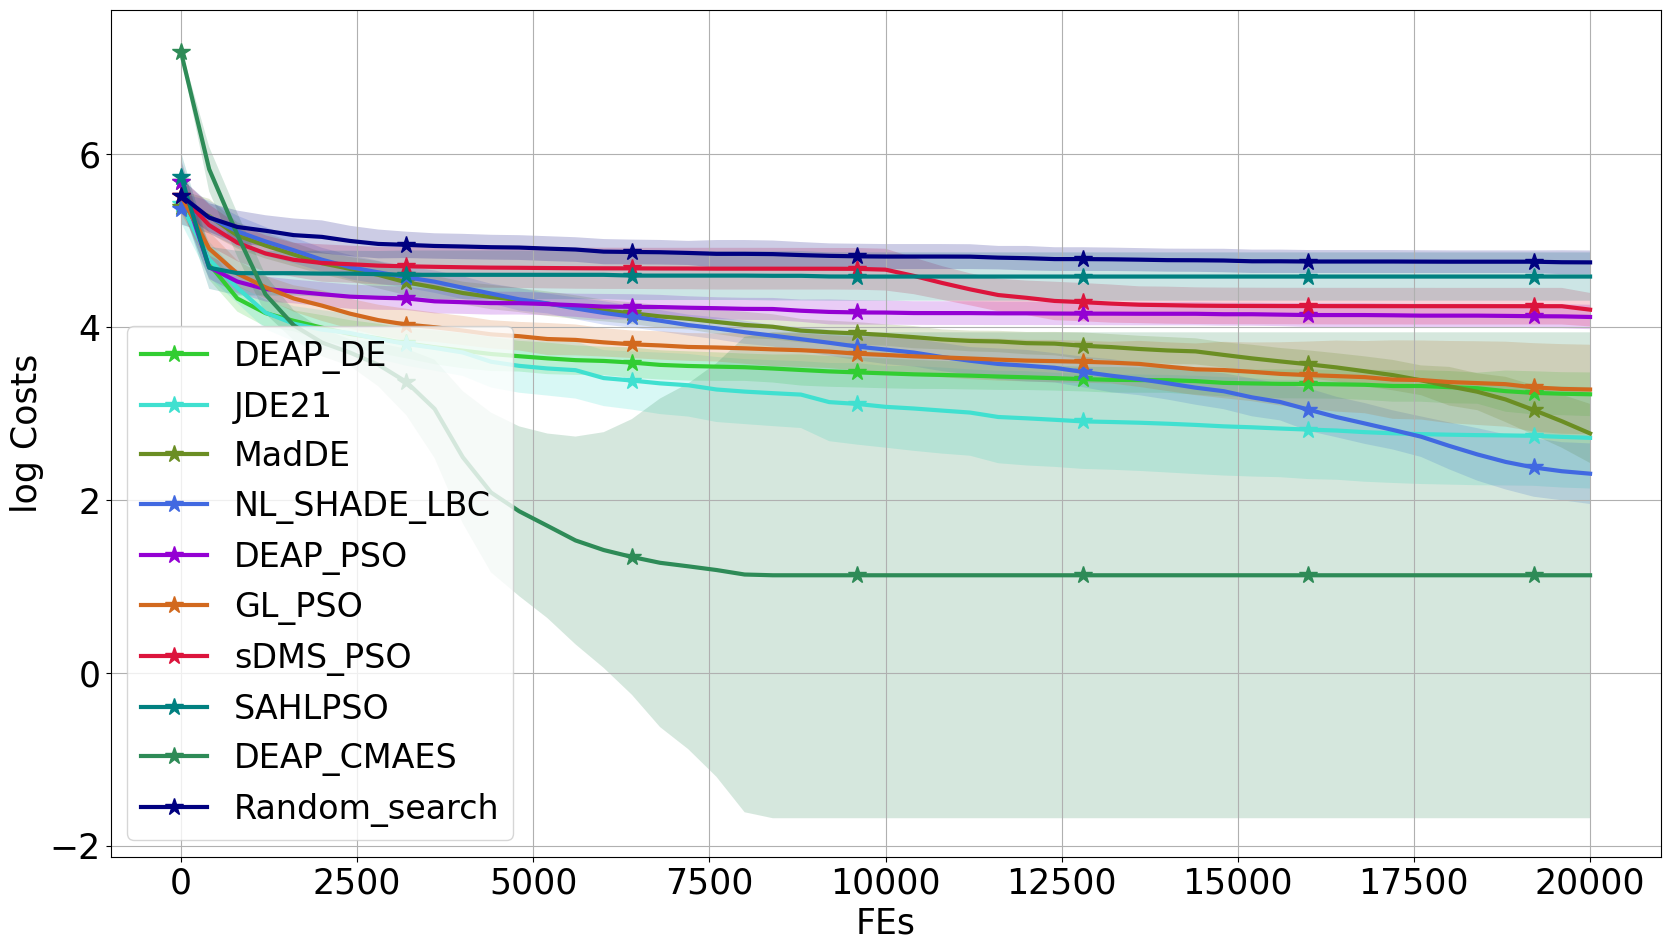 log Costs
6
4
2
0
−2
DEAP_DE
JDE21
MadDE
NL_SHADE_LBC
DEAP_PSO
GL_PSO
sDMS_PSO
SAHLPSO
DEAP_CMAES
Random_search
0 2500 5000 7500 10000 12500 15000 17500 20000
FEs